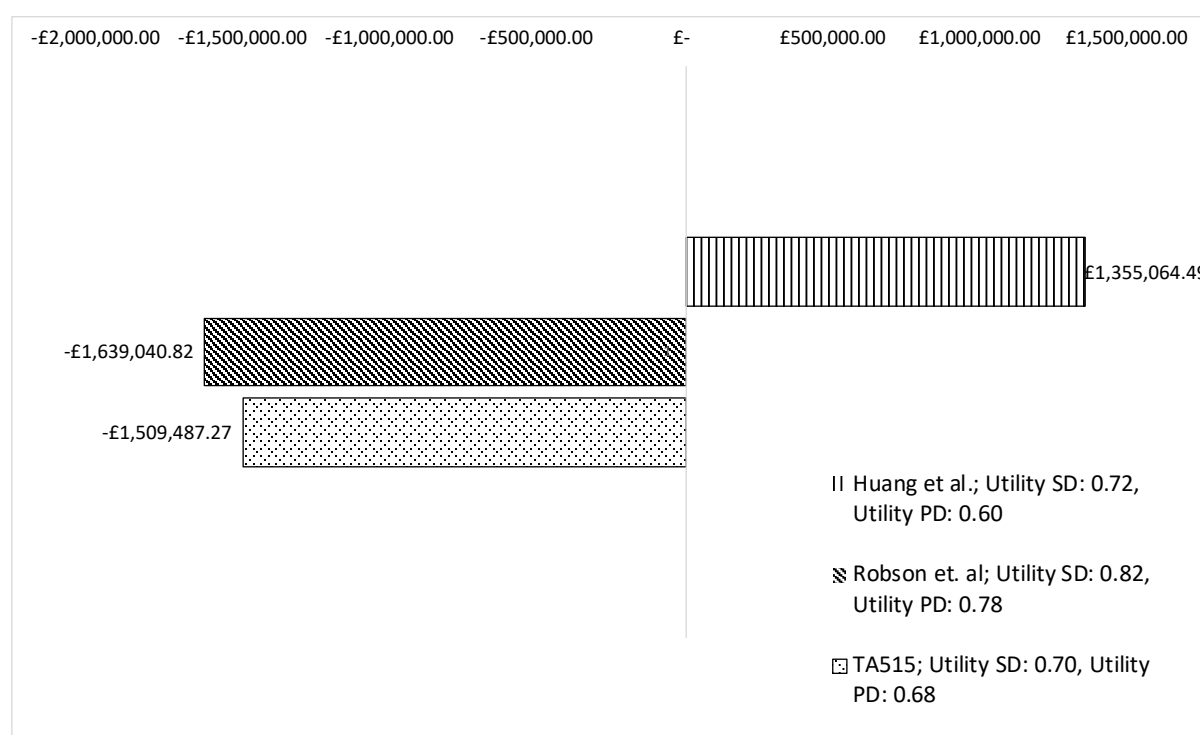 -£2,000,000.00 -£1,500,000.00 -£1,000,000.00 -£500,000.00 £- £500,000.00 £1,000,000.00 £1,500,000.00
£1,355,064.49
-£1,639,040.82
-£1,509,487.27
Huang et al.; Utility SD: 0.72,
Utility PD: 0.60
Robson et. al; Utility SD: 0.82,
Utility PD: 0.78
TA515; Utility SD: 0.70, Utility
PD: 0.68